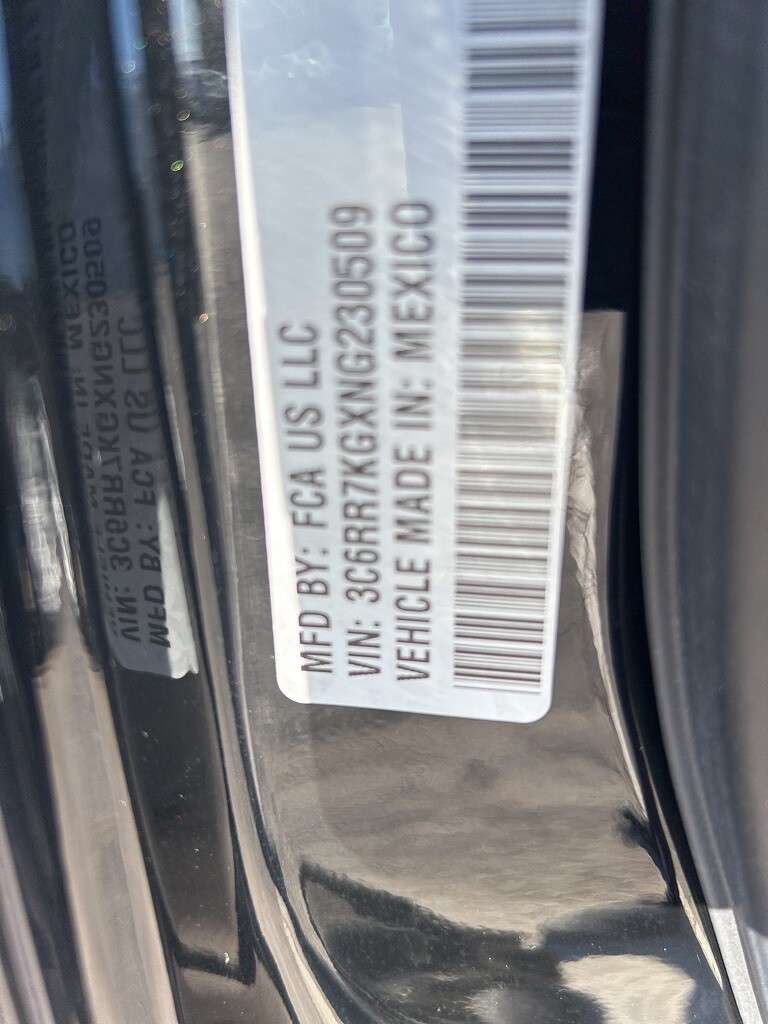 MFD BY: FCA US LLC
VIN: 3C6RR7KGXNG230509
VEHICLE MADE IN: MEXICO